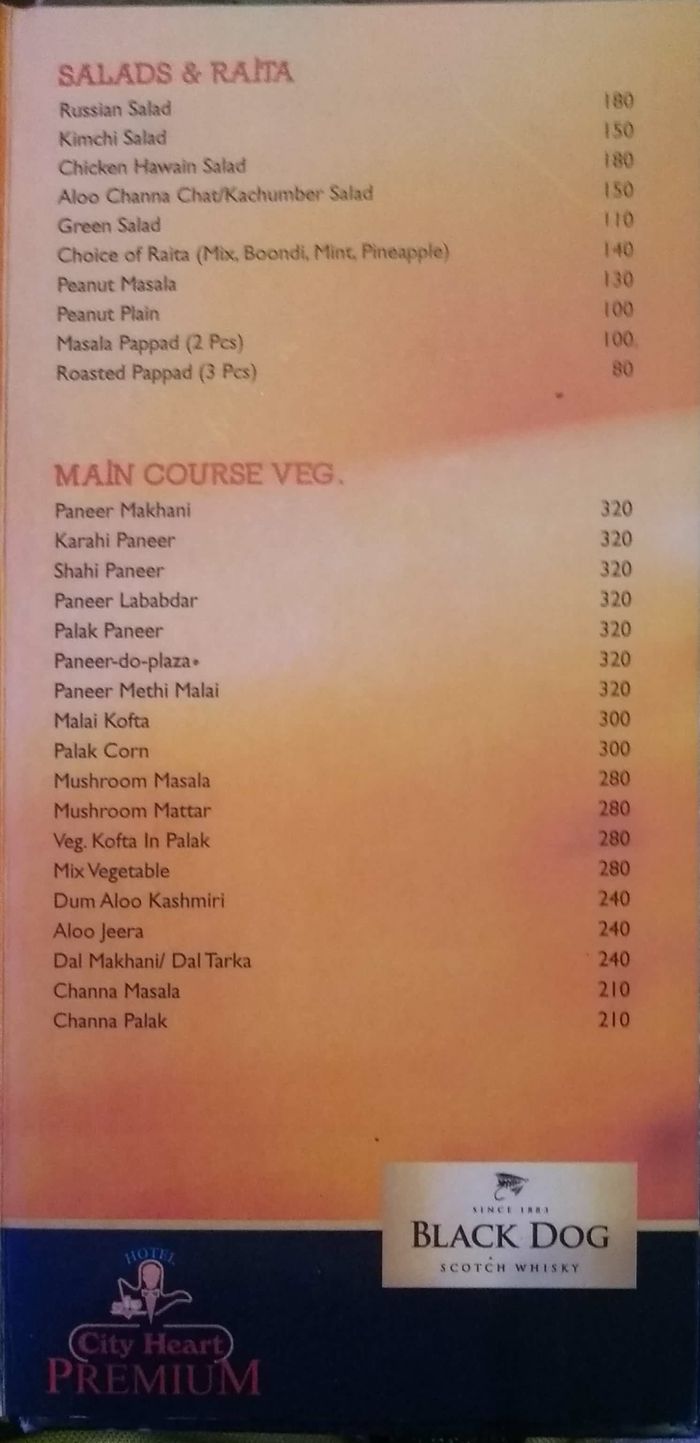 SALADS & RAITA
Russian Salad 180
Kimchi Salad 150
Chicken Hawain Salad 180
Aloo Channa Chat/Kachumber Salad 150
Green Salad 110
Choice of Raita (Mix, Boondi, Mint, Pineapple) 140
Peanut Masala 130
Peanut Plain 100
Masala Pappad (2 Pcs) 100
Roasted Pappad (3 Pcs) 80
MAIN COURSE VEG.
Paneer Makhani 320
Karahi Paneer 320
Shahi Paneer 320
Paneer Lababdar 320
Palak Paneer 320
Paneer-do-plaza 320
Paneer Methi Malai 320
Malai Kofta 300
Palak Corn 300
Mushroom Masala 280
Mushroom Mattar 280
Veg. Kofta In Palak 280
Mix Vegetable 280
Dum Aloo Kashmiri 240
Aloo Jeera 240
Dal Makhani/ Dal Tarka 240
Channa Masala 210
Channa Palak 210
SINCE 1883
BLACK DOG
SCOTCH WHISKY
HOTEL
City Heart
PREMIUM